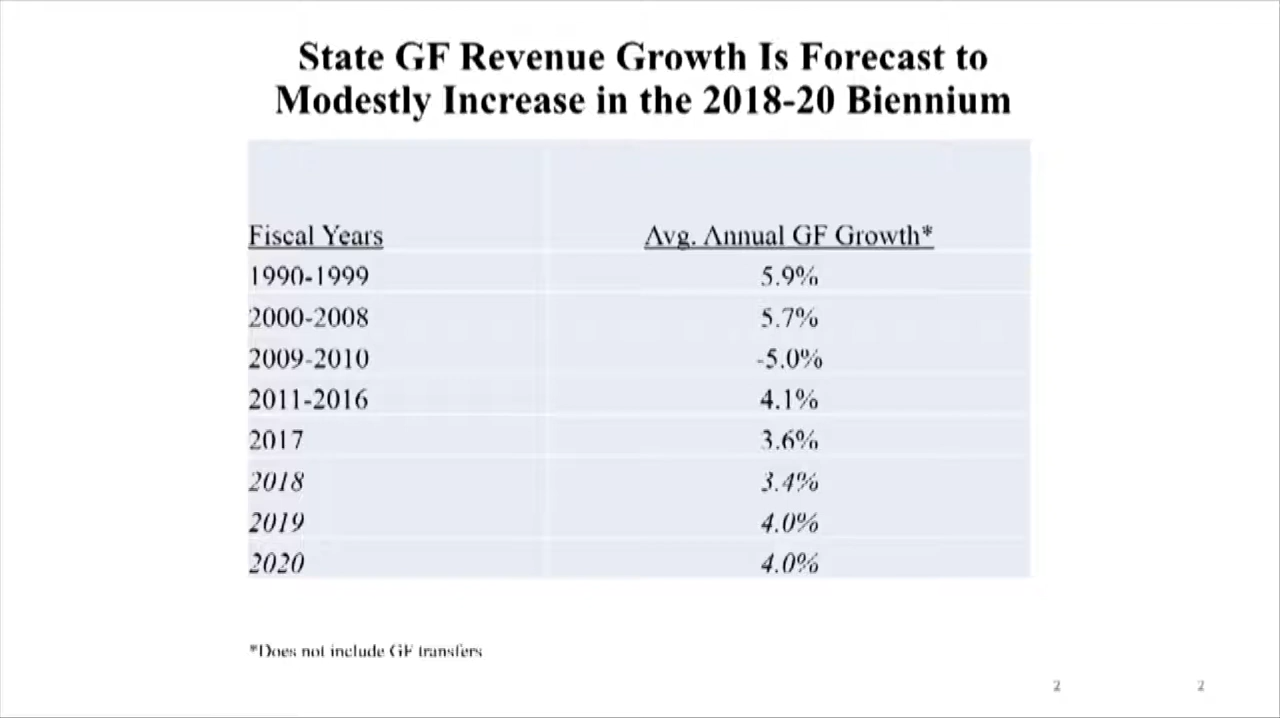 State GF Revenue Growth Is Forecast to
Modestly Increase in the 2018-20 Biennium
Fiscal Years Avg. Annual GF Growth*
1990-1999 5.9%
2000-2008 5.7%
2009-2010 -5.0%
2011-2016 4.1%
2017 3.6%
2018 3.4%
2019 4.0%
2020 4.0%
*Does not include GF transfers
2 2